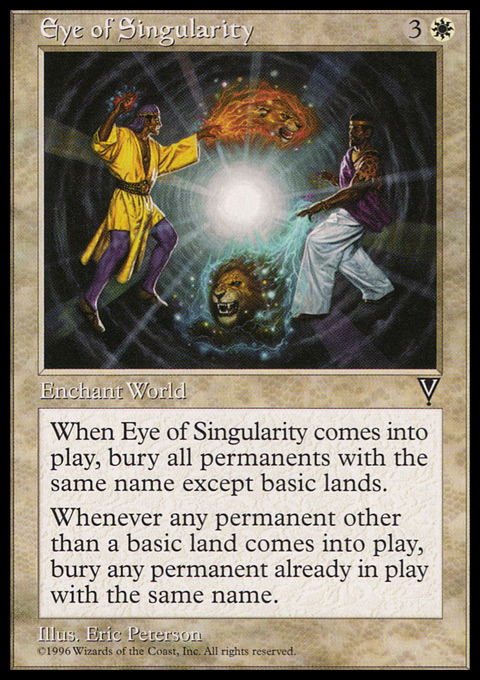 Eye of Singularity 3
Enchant World
When Eye of Singularity comes into
play, bury all permanents with the
same name except basic lands.
Whenever any permanent other
than a basic land comes into play,
bury any permanent already in play
with the same name.
Illus. Eric Peterson
©1996 Wizards of the Coast, Inc. All rights reserved.